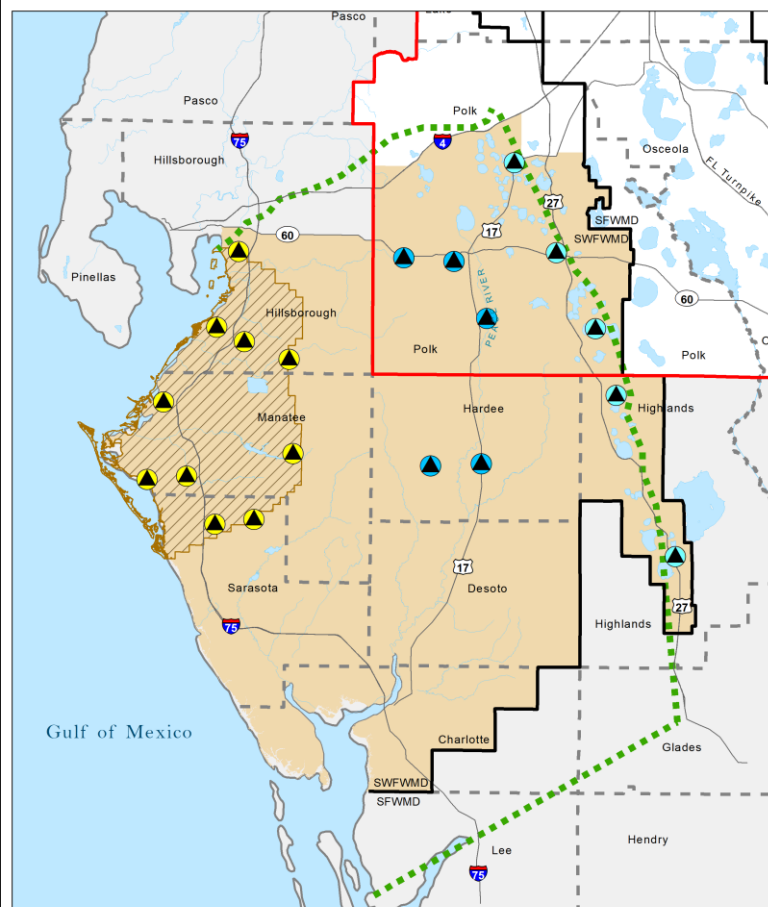 Pasco
Pasco
Polk
75
4
Hillsborough
Osceola
FL Turnpike
27
SFWMD
17
60
SWFWMD
Pinellas
PEACE RIVER
60
Hillsborough
Polk
Polk
Hardee
Highlands
Manatee
17
Sarasota
Desoto
27
75
Highlands
Gulf of Mexico
Charlotte
Glades
SWFWMD
SFWMD
Hendry
Lee
75